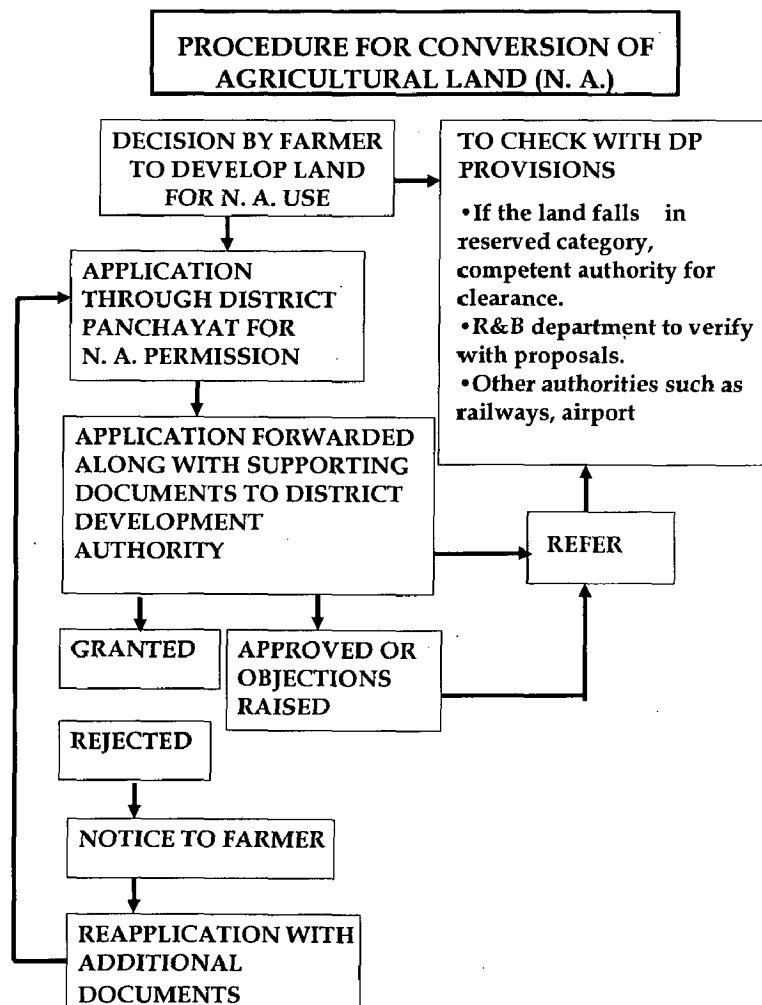 PROCEDURE FOR CONVERSION OF
AGRICULTURAL LAND (N. A.)
DECISION BY FARMER
TO DEVELOP LAND
FOR N. A. USE
TO CHECK WITH DP
PROVISIONS
•If the land falls in
reserved category,
competent authority for
clearance.
•R&B department to verify
with proposals.
•Other authorities such as
railways, airport
APPLICATION
THROUGH DISTRICT
PANCHAYAT FOR
N. A. PERMISSION
APPLICATION FORWARDED
ALONG WITH SUPPORTING
DOCUMENTS TO DISTRICT
DEVELOPMENT
AUTHORITY
REFER
GRANTED
APPROVED OR
OBJECTIONS
RAISED
REJECTED
NOTICE TO FARMER
REAPPLICATION WITH
ADDITIONAL
DOCUMENTS